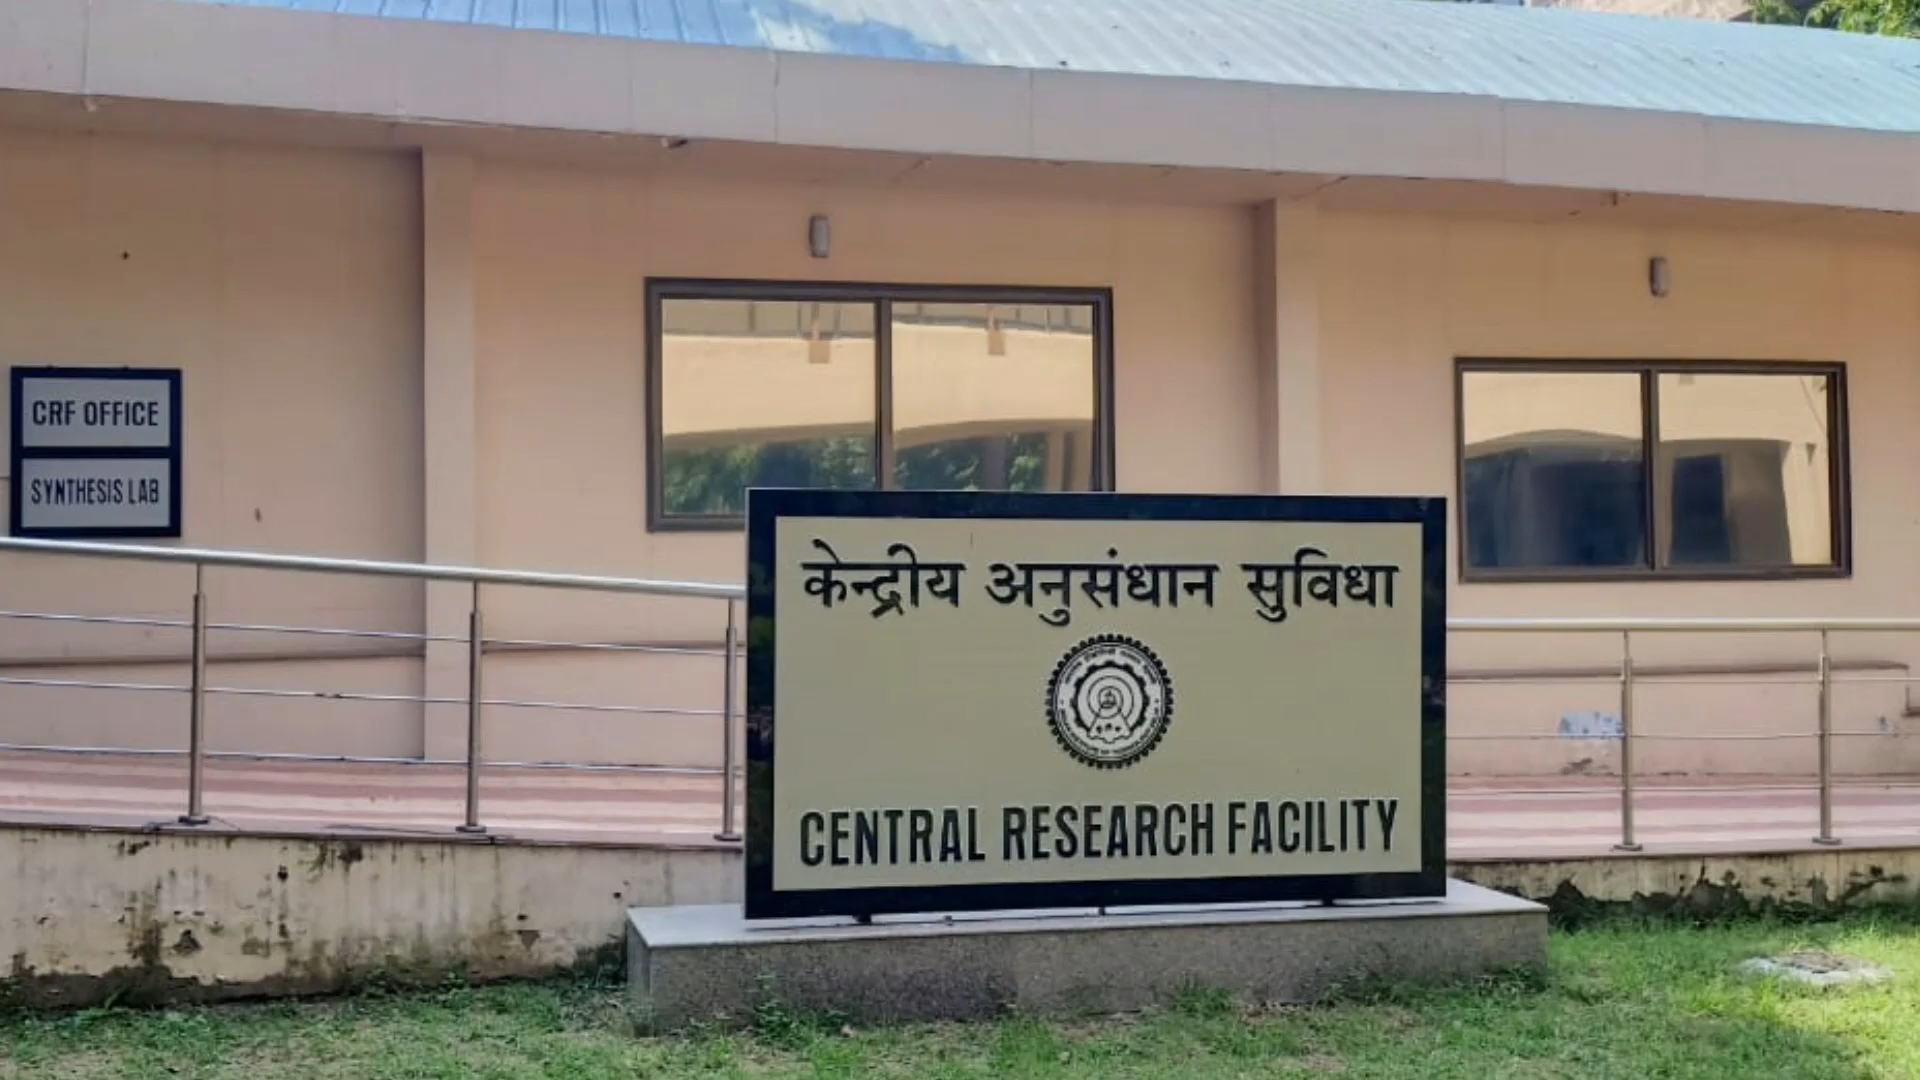 CRF OFFICE
SYNTHESIS LAB
केन्द्रीय अनुसंधान सुविधा
CENTRAL RESEARCH FACILITY